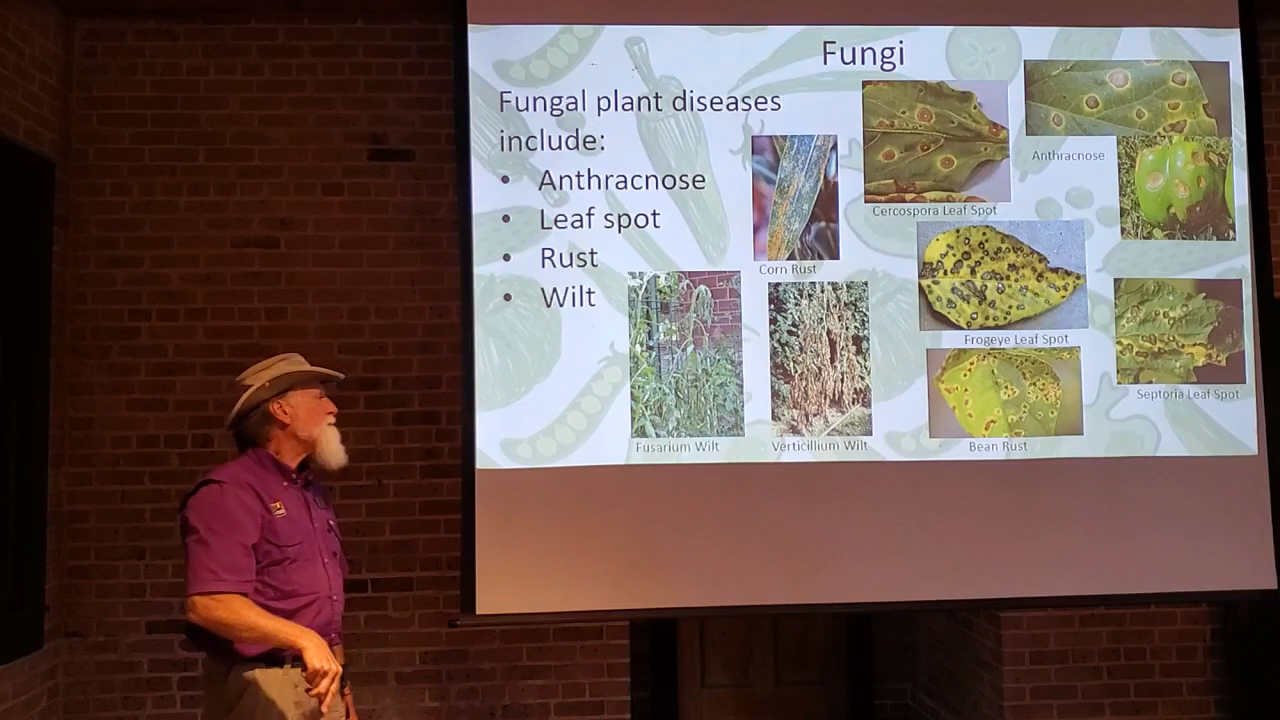 Fungi
Fungal plant diseases
include:
• Anthracnose
• Leaf spot
• Rust
• Wilt
Anthracnose
Cercospora Leaf Spot
Corn Rust
Frogeye Leaf Spot
Septoria Leaf Spot
Fusarium Wilt
Verticillium Wilt
Bean Rust